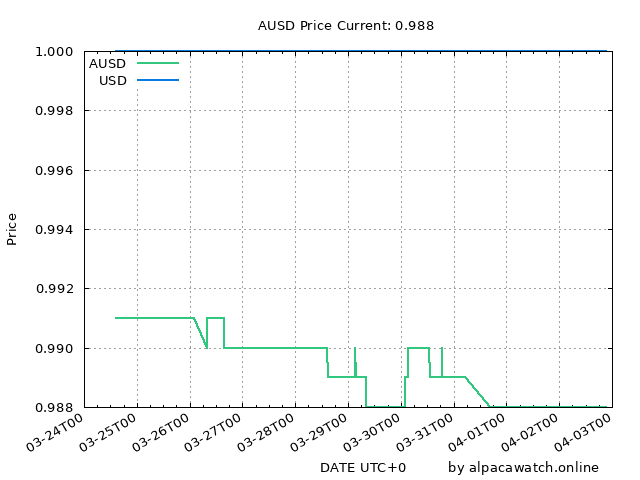 AUSD Price Current: 0.988
1.000
AUSD
USD
0.998
0.996
0.994
Price
0.992
0.990
0.988
03-24T00 03-25T00 03-26T00 03-27T00 03-28T00 03-29T00 03-30T00 03-31T00 04-01T00 04-02T00 04-03T00
DATE UTC+0 by alpacawatch.online